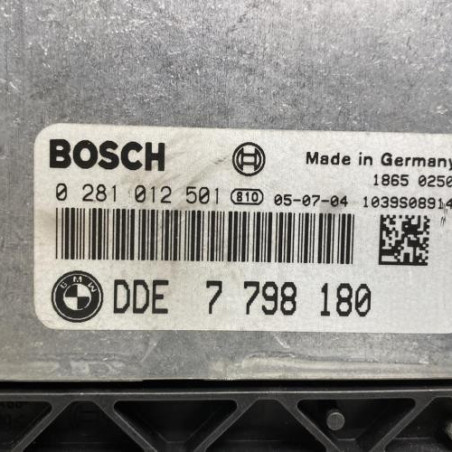 BOSCH
Made in Germany
1865 0250
0 281 012 501 810 05-07-04 1039S08914
BMW
DDE 7 798 180